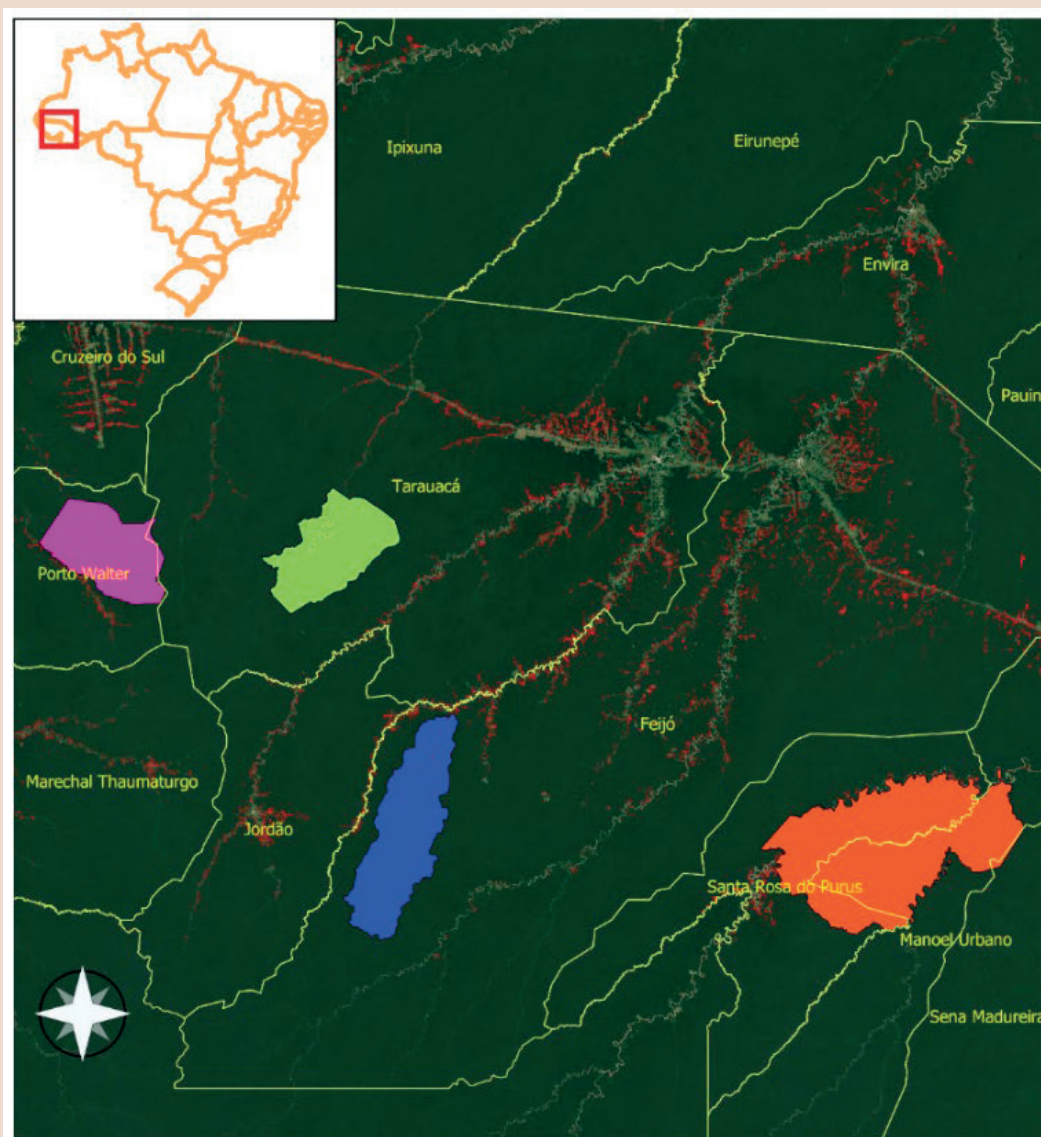 Ipixuna
Eirunepé
Envira
Cruzeiro do Sul
Pauin
Tarauacá
Porto Walter
Feijó
Marechal Thaumaturgo
Jordão
Santa Rosa do Purus
Manoel Urbano
Sena Madureira